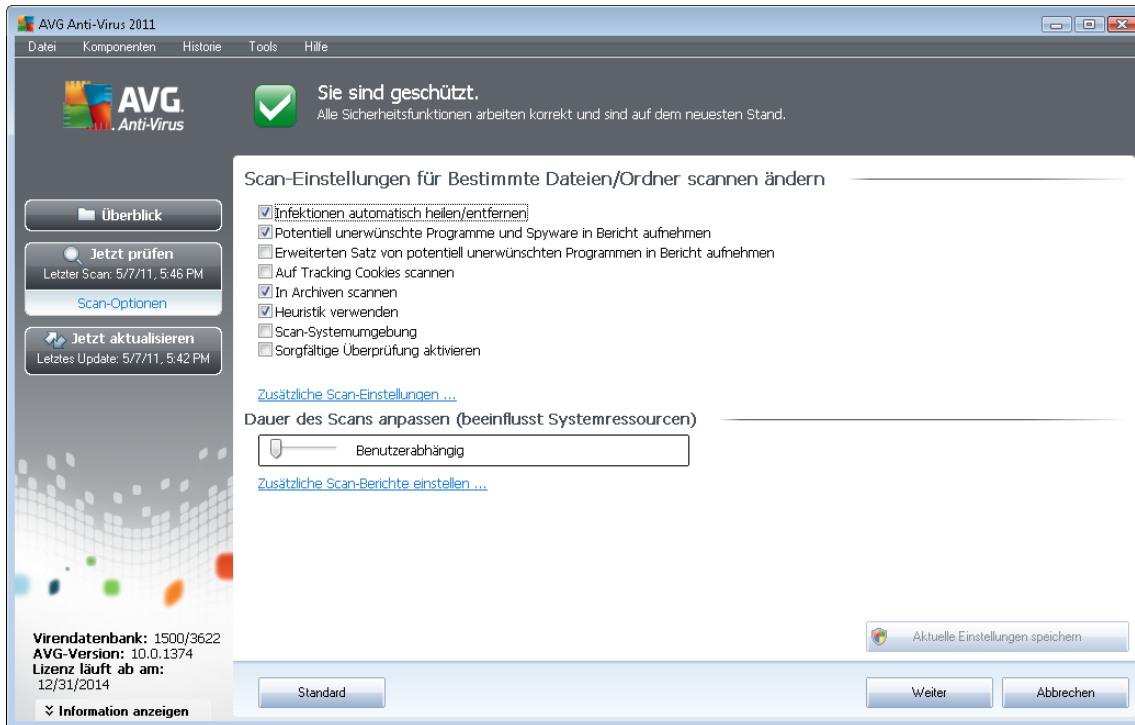 AVG Anti-Virus 2011
Datei Komponenten Historie Tools Hilfe
AVG.
Anti-Virus
Sie sind geschützt.
Alle Sicherheitsfunktionen arbeiten korrekt und sind auf dem neuesten Stand.
Überblick
Jetzt prüfen
Letzter Scan: 5/7/11, 5:46 PM
Scan-Optionen
Jetzt aktualisieren
Letztes Update: 5/7/11, 5:42 PM
Scan-Einstellungen für Bestimmte Dateien/Ordner scannen ändern
Infektionen automatisch heilen/entfernen
Potentiell unerwünschte Programme und Spyware in Bericht aufnehmen
Erweiterten Satz von potentiell unerwünschten Programmen in Bericht aufnehmen
Auf Tracking Cookies scannen
In Archiven scannen
Heuristik verwenden
Scan-Systemumgebung
Sorgfältige Überprüfung aktivieren
Zusätzliche Scan-Einstellungen ...
Dauer des Scans anpassen (beeinflusst Systemressourcen)
Benutzerabhängig
Zusätzliche Scan-Berichte einstellen ...
Virendatenbank: 1500/3622
AVG-Version: 10.0.1374
Lizenz läuft ab am:
12/31/2014
Information anzeigen
Aktuelle Einstellungen speichern
Standard
Weiter
Abbrechen